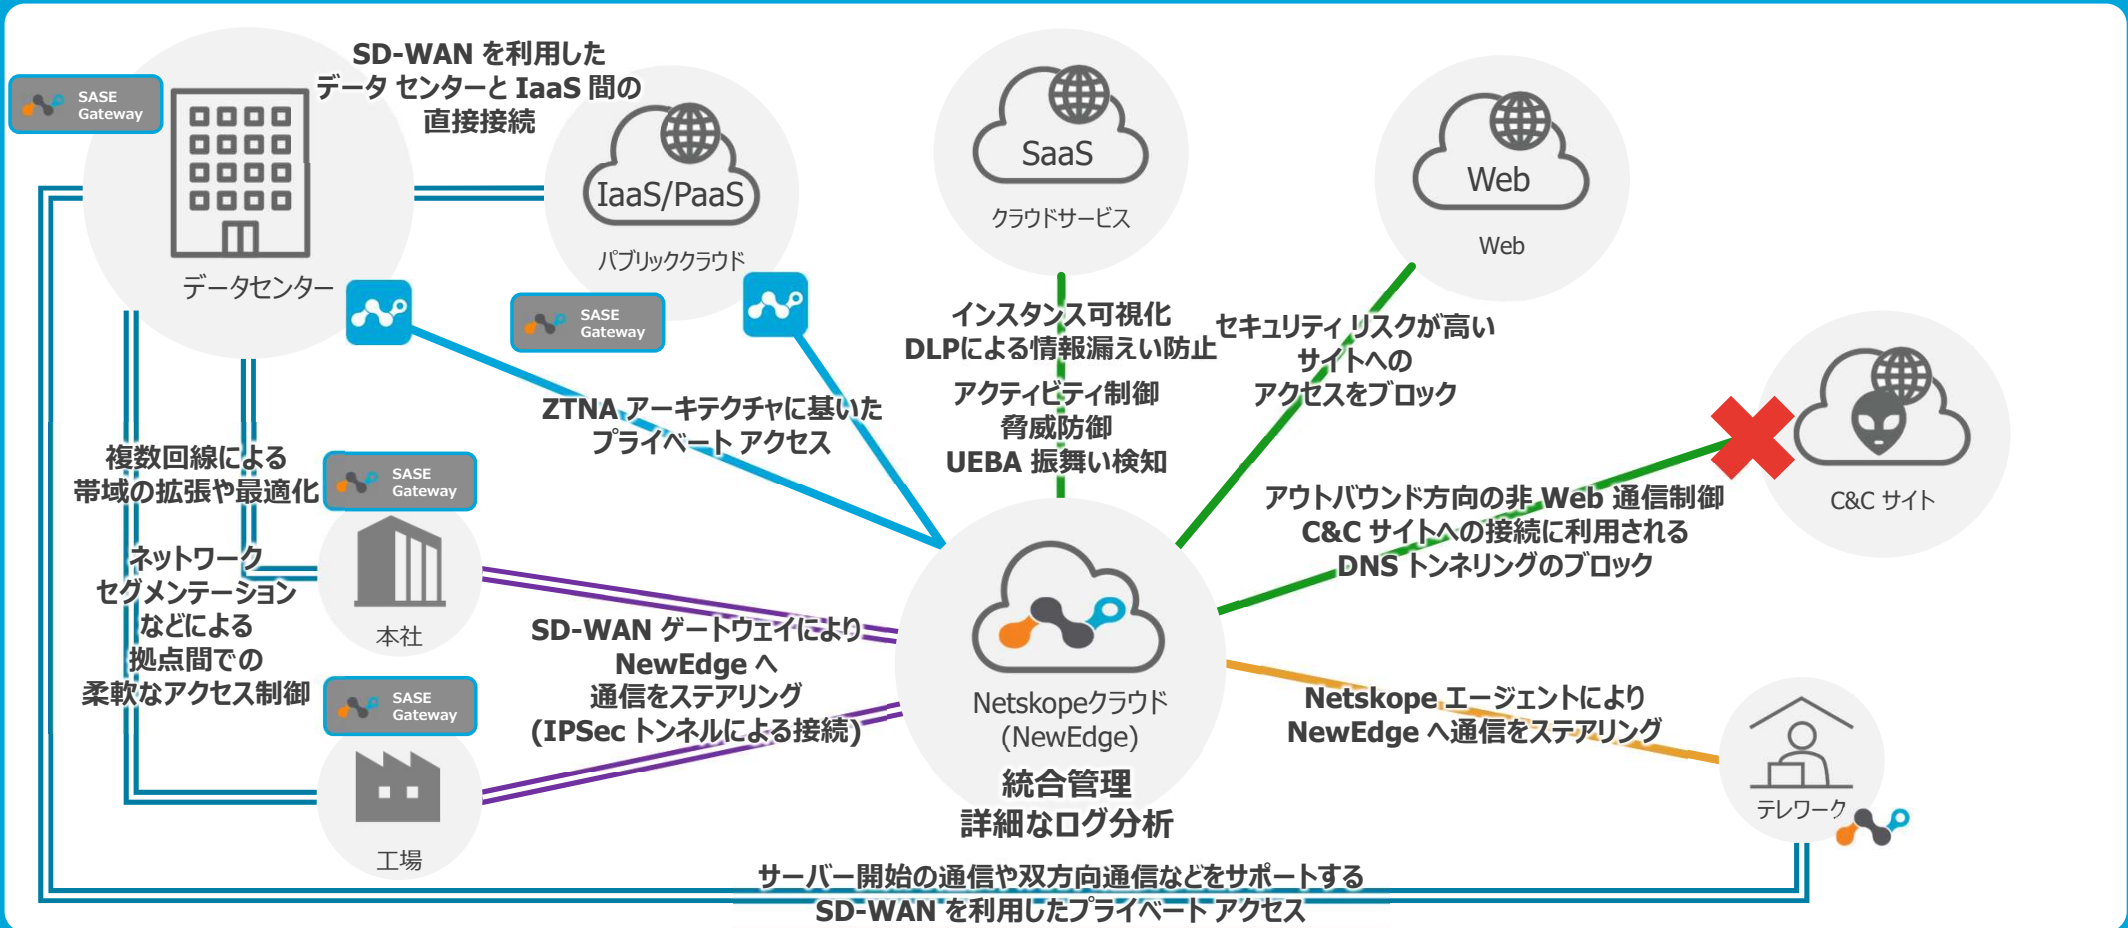 SD-WAN を利用した
データ センターと IaaS 間の
直接接続
SASE
Gateway
データセンター
IaaS/PaaS
パブリッククラウド
SASE
Gateway
SaaS
クラウドサービス
Web
Web
インスタンス可視化
DLPによる情報漏えい防止
アクティビティ制御
脅威防御
UEBA 振舞い検知
セキュリティ リスクが高い
サイトへの
アクセスをブロック
ZTNA アーキテクチャに基いた
プライベート アクセス
C&C サイト
アウトバウンド方向の非 Web 通信制御
C&C サイトへの接続に利用される
DNS トンネリングのブロック
複数回線による
帯域の拡張や最適化
SASE
Gateway
本社
ネットワーク
セグメンテーション
などによる
拠点間での
柔軟なアクセス制御
SASE
Gateway
工場
SD-WAN ゲートウェイにより
NewEdge へ
通信をステアリング
(IPSec トンネルによる接続)
Netskopeクラウド
(NewEdge)
統合管理
詳細なログ分析
Netskope エージェントにより
NewEdge へ通信をステアリング
テレワーク
サーバー開始の通信や双方向通信などをサポートする
SD-WAN を利用したプライベート アクセス